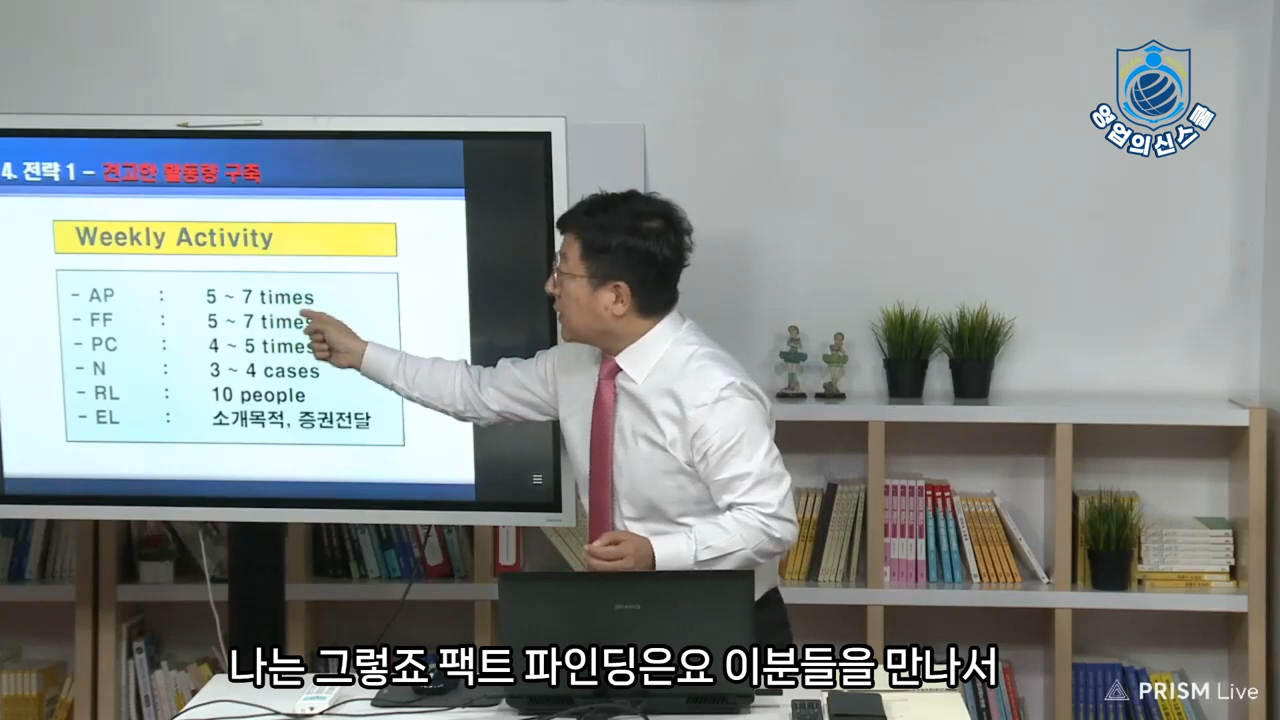 영업의신스쿨
4. 전략 1 - 견고한 활동량 구축
Weekly Activity
- AP : 5 ~ 7 times
- FF : 5 ~ 7 times
- PC : 4 ~ 5 times
- N : 3 ~ 4 cases
- RL : 10 people
- EL : 소개목적, 증권전달
나는 그렇죠 팩트 파인딩은요 이분들을 만나서
PRISM Live